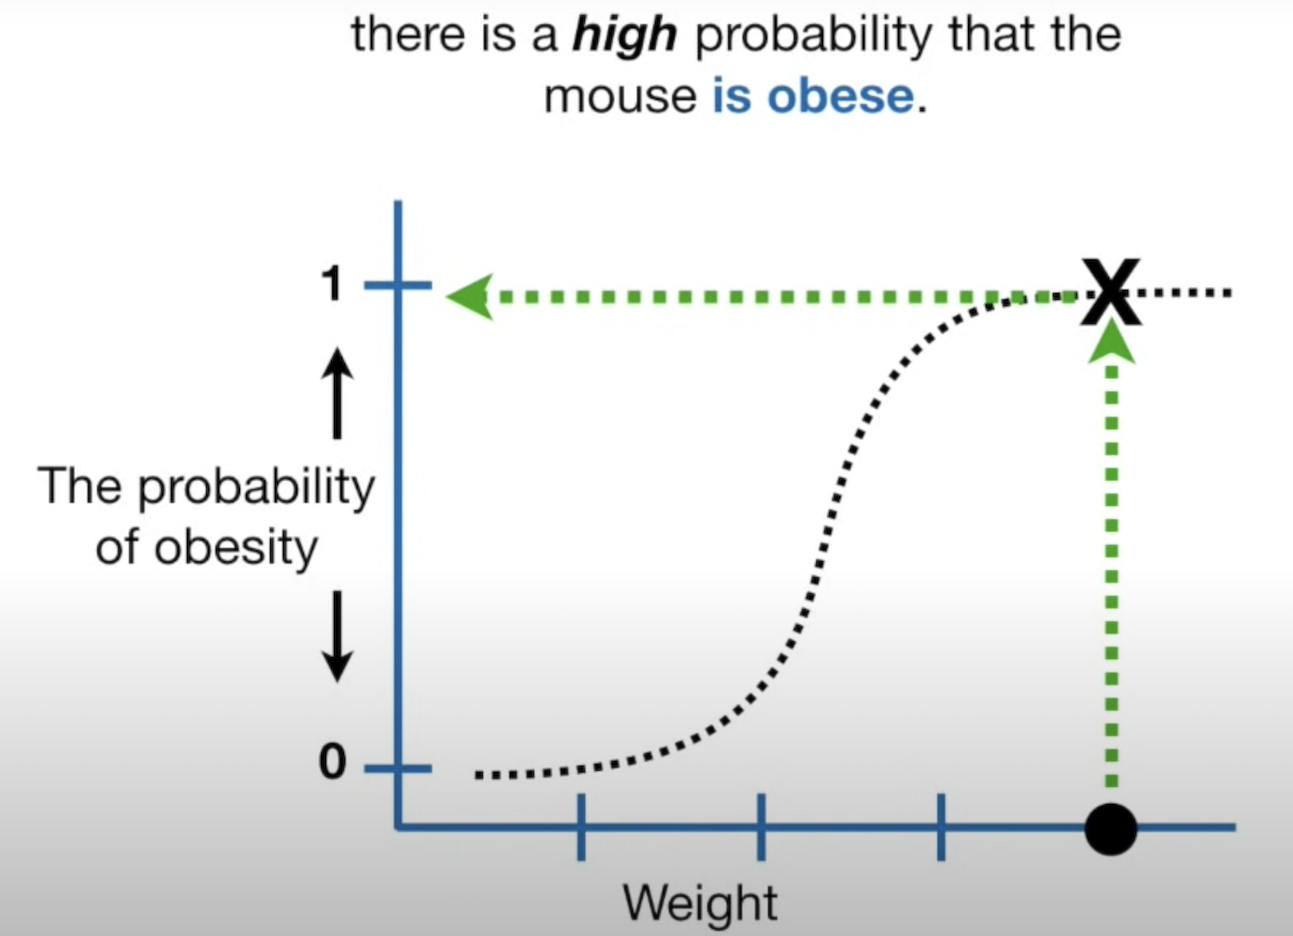 there is a high probability that the
mouse is obese.
1
The probability
of obesity
0
X
Weight